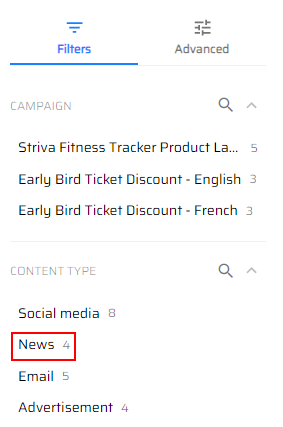 Filters Advanced
CAMPAIGN
Striva Fitness Tracker Product La... 5
Early Bird Ticket Discount - English 3
Early Bird Ticket Discount - French 3
CONTENT TYPE
Social media 8
News 4
Email 5
Advertisement 4